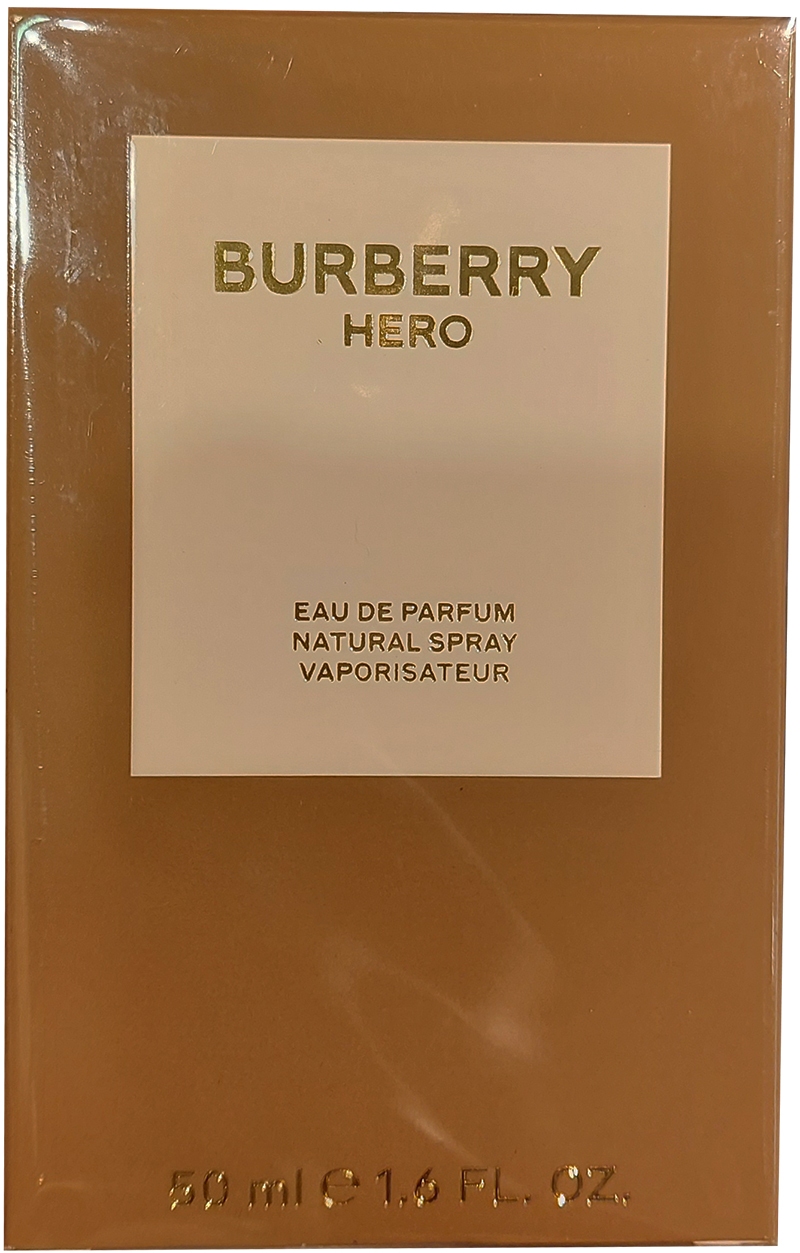 BURBERRY
HERO
EAU DE PARFUM
NATURAL SPRAY
VAPORISATEUR
50 ml ℮ 1.6 FL. OZ.